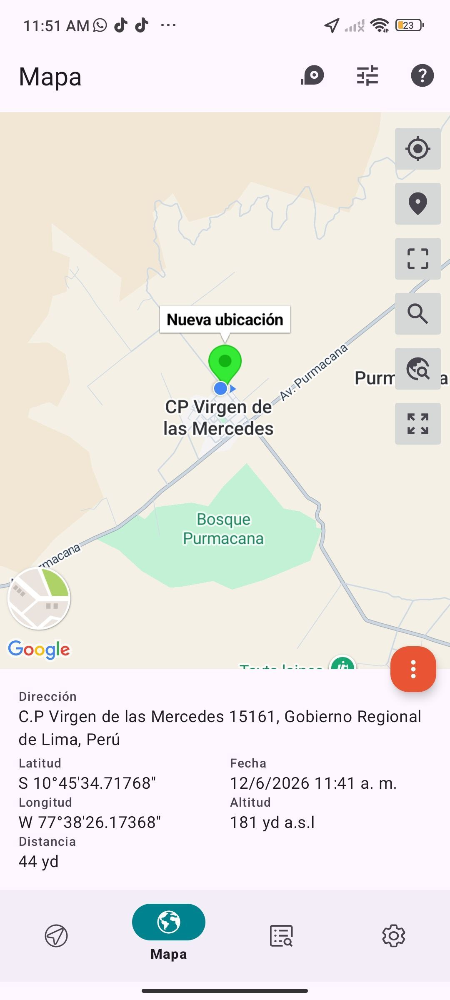 11:51 AM
23
Mapa
Nueva ubicación
Av. Purmacana
CP Virgen de
las Mercedes
Bosque
Purmacana
Google
Dirección
C.P Virgen de las Mercedes 15161, Gobierno Regional
de Lima, Perú
Latitud
S 10°45'34.71768"
Fecha
12/6/2026 11:41 a. m.
Longitud
W 77°38'26.17368"
Altitud
181 yd a.s.l
Distancia
44 yd
Mapa